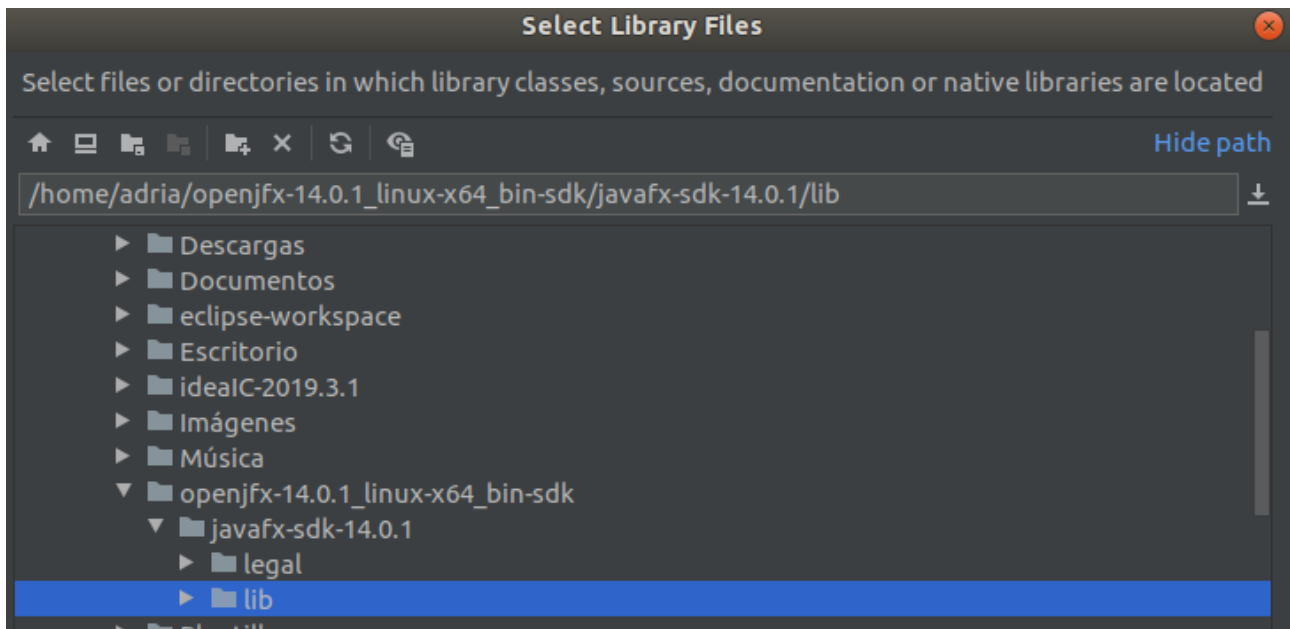 Select Library Files
Select files or directories in which library classes, sources, documentation or native libraries are located
Hide path
/home/adria/openjfx-14.0.1_linux-x64_bin-sdk/javafx-sdk-14.0.1/lib
Descargas
Documentos
eclipse-workspace
Escritorio
ideaIC-2019.3.1
Imágenes
Música
openjfx-14.0.1_linux-x64_bin-sdk
javafx-sdk-14.0.1
legal
lib